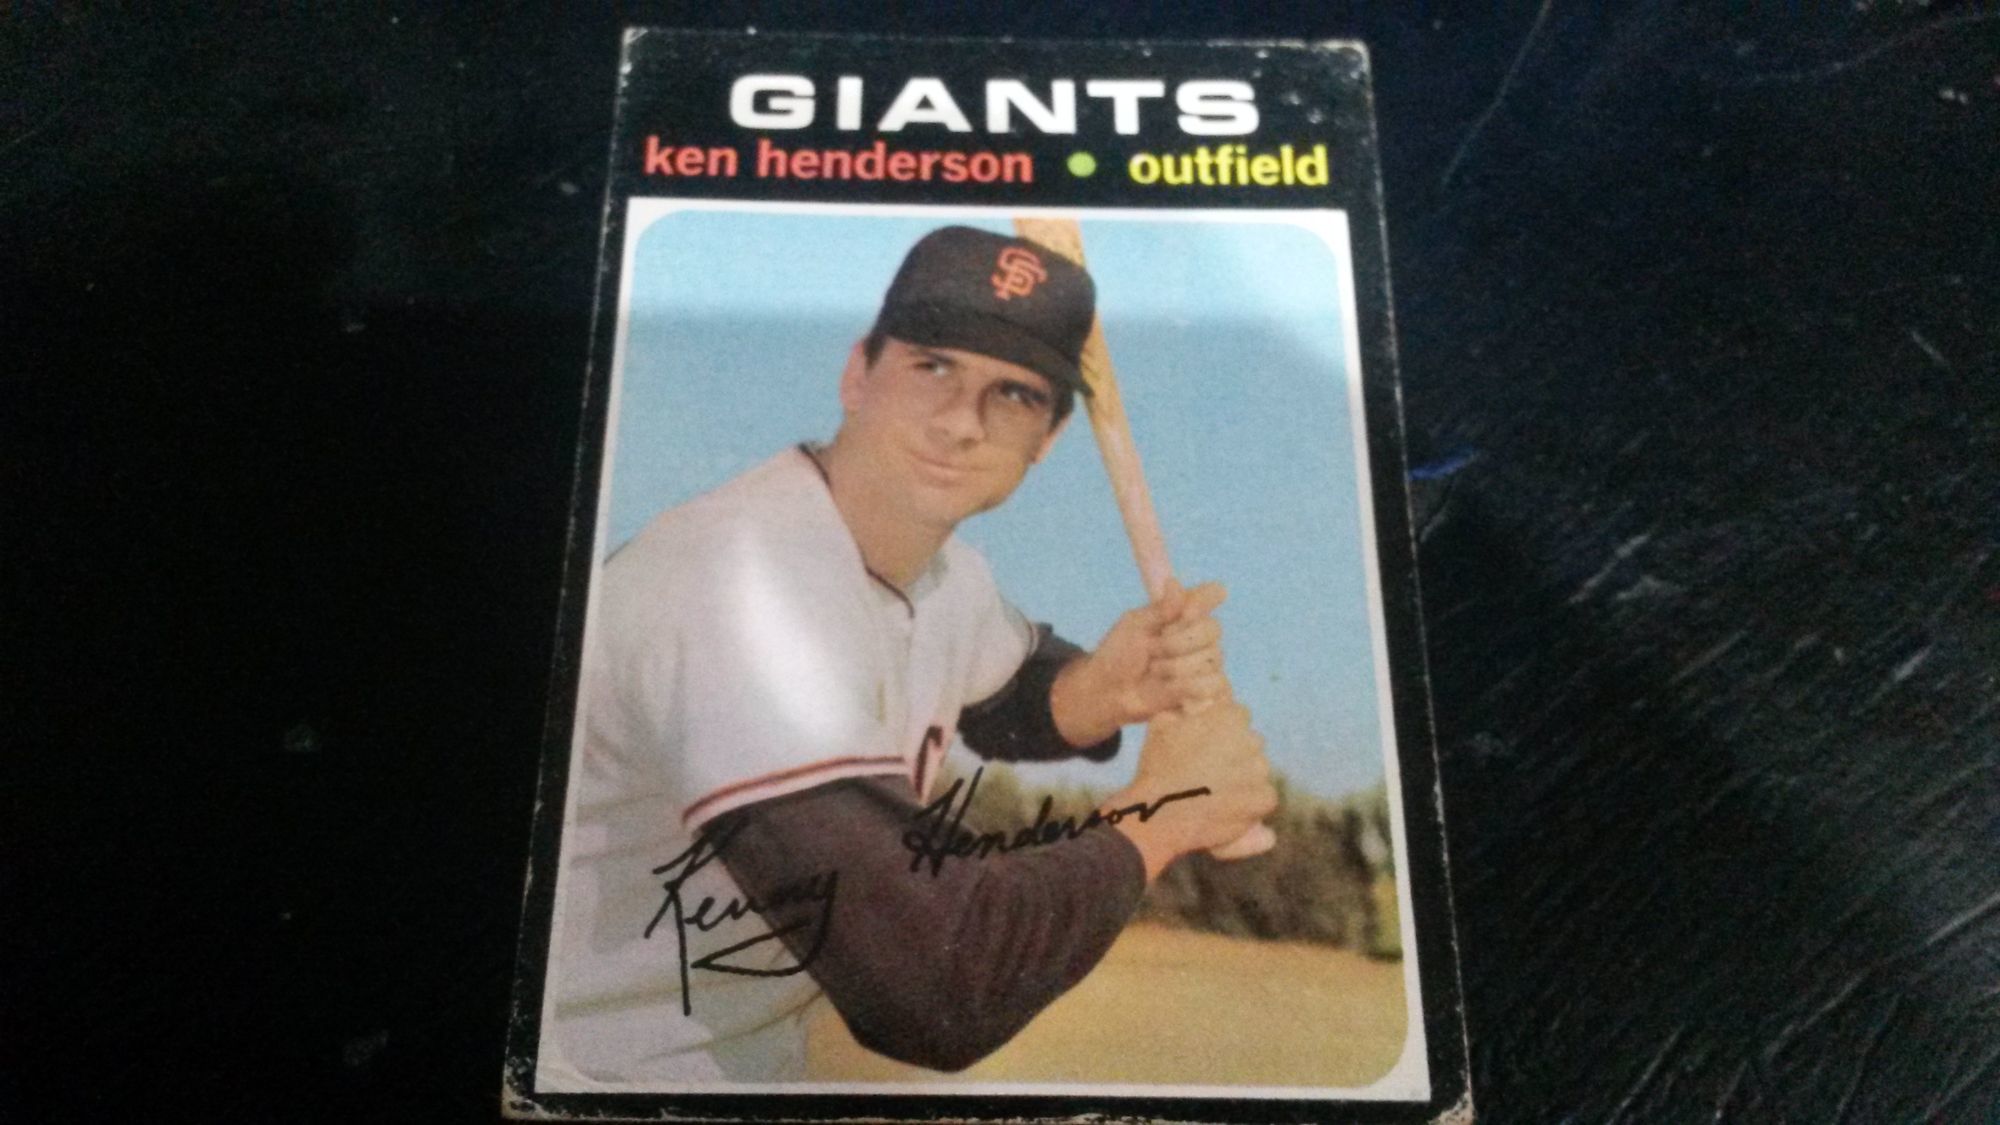 GIANTS
ken henderson • outfield
SF
Kenny Henderson